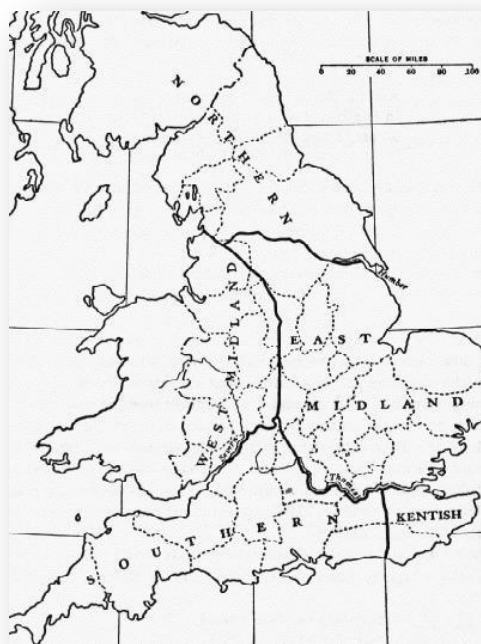 SCALE OF MILES
0 20 40 60 80 100
NORTHERN
Humber
WEST MIDLAND
EAST
MIDLAND
Thames
SOUTHERN
KENTISH